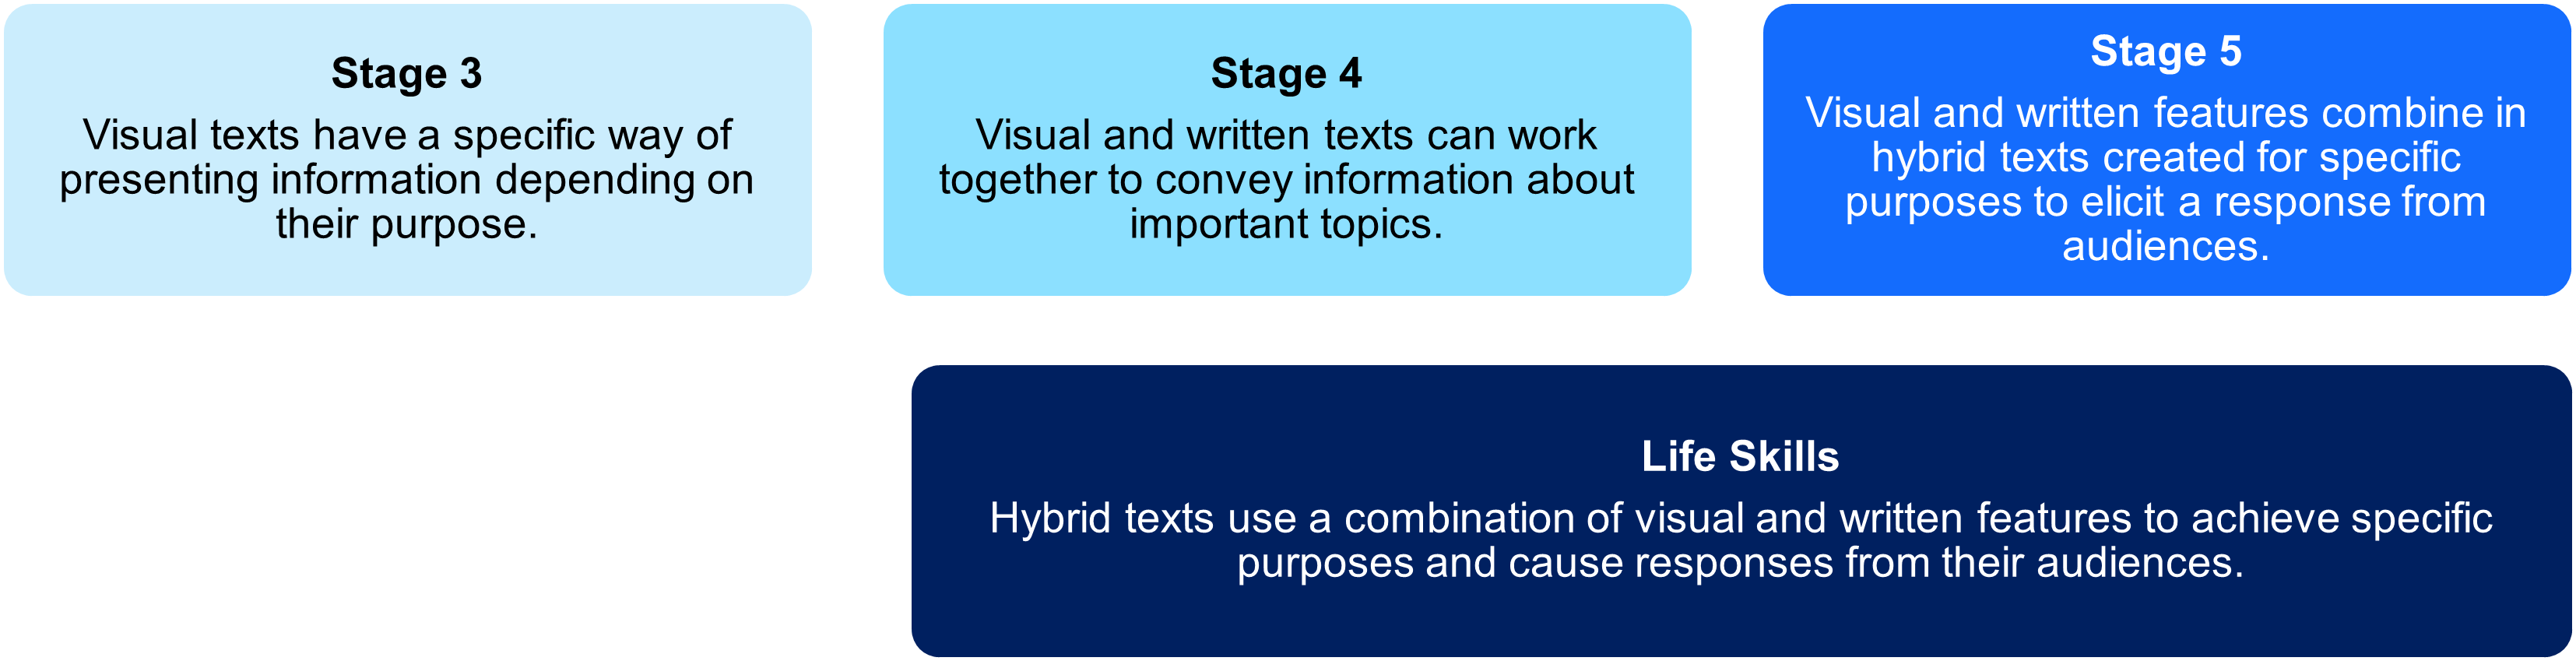 Stage 3
Visual texts have a specific way of
presenting information depending on
their purpose.
Stage 4
Visual and written texts can work
together to convey information about
important topics.
Stage 5
Visual and written features combine in
hybrid texts created for specific
purposes to elicit a response from
audiences.
Life Skills
Hybrid texts use a combination of visual and written features to achieve specific
purposes and cause responses from their audiences.